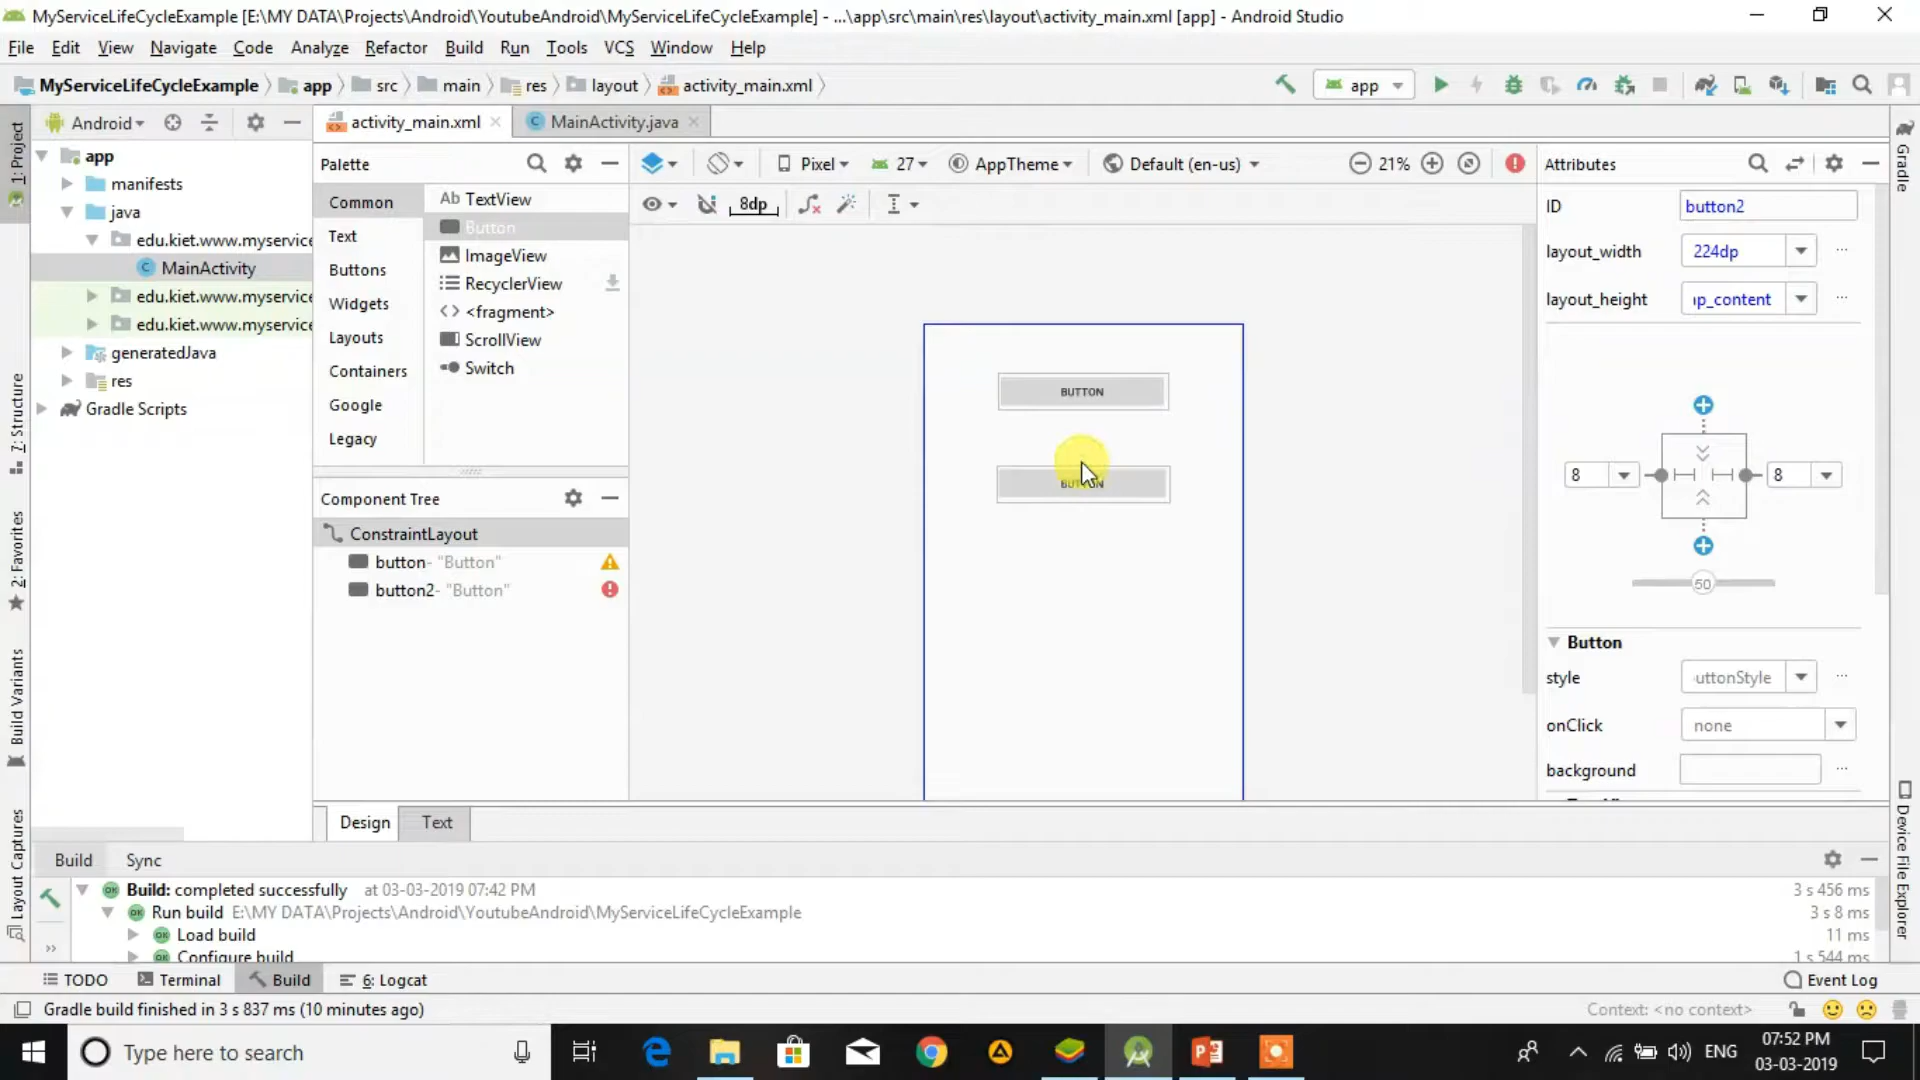 MyServiceLifeCycleExample [E:\MY DATA\Projects\Android\YoutubeAndroid\MyServiceLifeCycleExample] - ...\app\src\main\res\layout\activity_main.xml [app] - Android Studio
File Edit View Navigate Code Analyze Refactor Build Run Tools VCS Window Help
MyServiceLifeCycleExample app src main res layout activity_main.xml app
Android activity_main.xml MainActivity.java
1: Project
7: Structure
2: Favorites
Build Variants
Layout Captures
app
manifests
java
edu.kiet.www.myservice
MainActivity
edu.kiet.www.myservice
edu.kiet.www.myservice
generatedJava
res
Gradle Scripts
Palette
Common
Text
Buttons
Widgets
Layouts
Containers
Google
Legacy
Ab TextView
Button
ImageView
RecyclerView
<fragment>
ScrollView
Switch
Component Tree
ConstraintLayout
button- "Button"
button2- "Button"
Pixel 27 AppTheme Default (en-us) 21%
8dp
BUTTON
BUTTON
Design Text
Attributes
ID button2
layout_width 224dp
layout_height ıp_content
8 8
50
Button
style uttonStyle
onClick none
background
Gradle
Device File Explorer
Build Sync
Build: completed successfully at 03-03-2019 07:42 PM 3 s 456 ms
Run build E:\MY DATA\Projects\Android\YoutubeAndroid\MyServiceLifeCycleExample 3 s 8 ms
Load build 11 ms
Configure build 1 s 544 ms
TODO Terminal Build 6: Logcat Event Log
Gradle build finished in 3 s 837 ms (10 minutes ago) Context: <no context>
Type here to search ENG 07:52 PM
03-03-2019